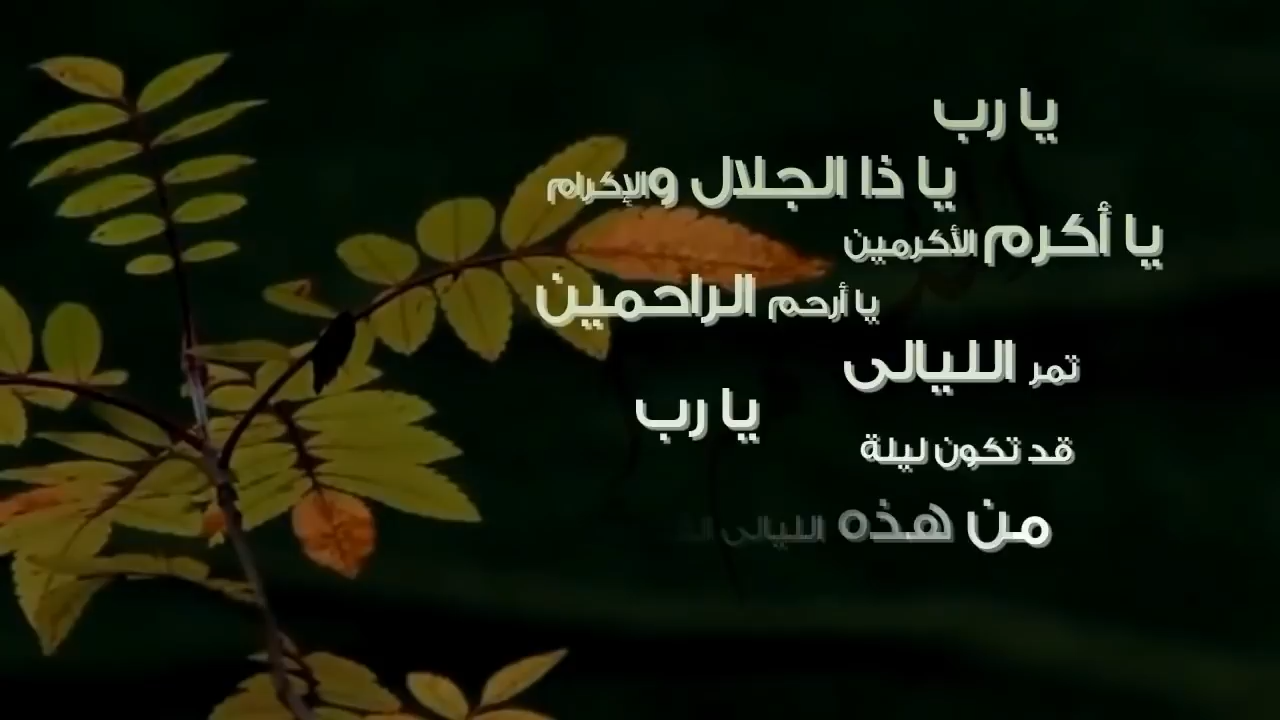 يا رب
يا ذا الجلال والإكرام
يا أكرم الأكرمين
يا أرحم الراحمين
تمر الليالى
يا رب
قد تكون ليلة
من هذه الليالى